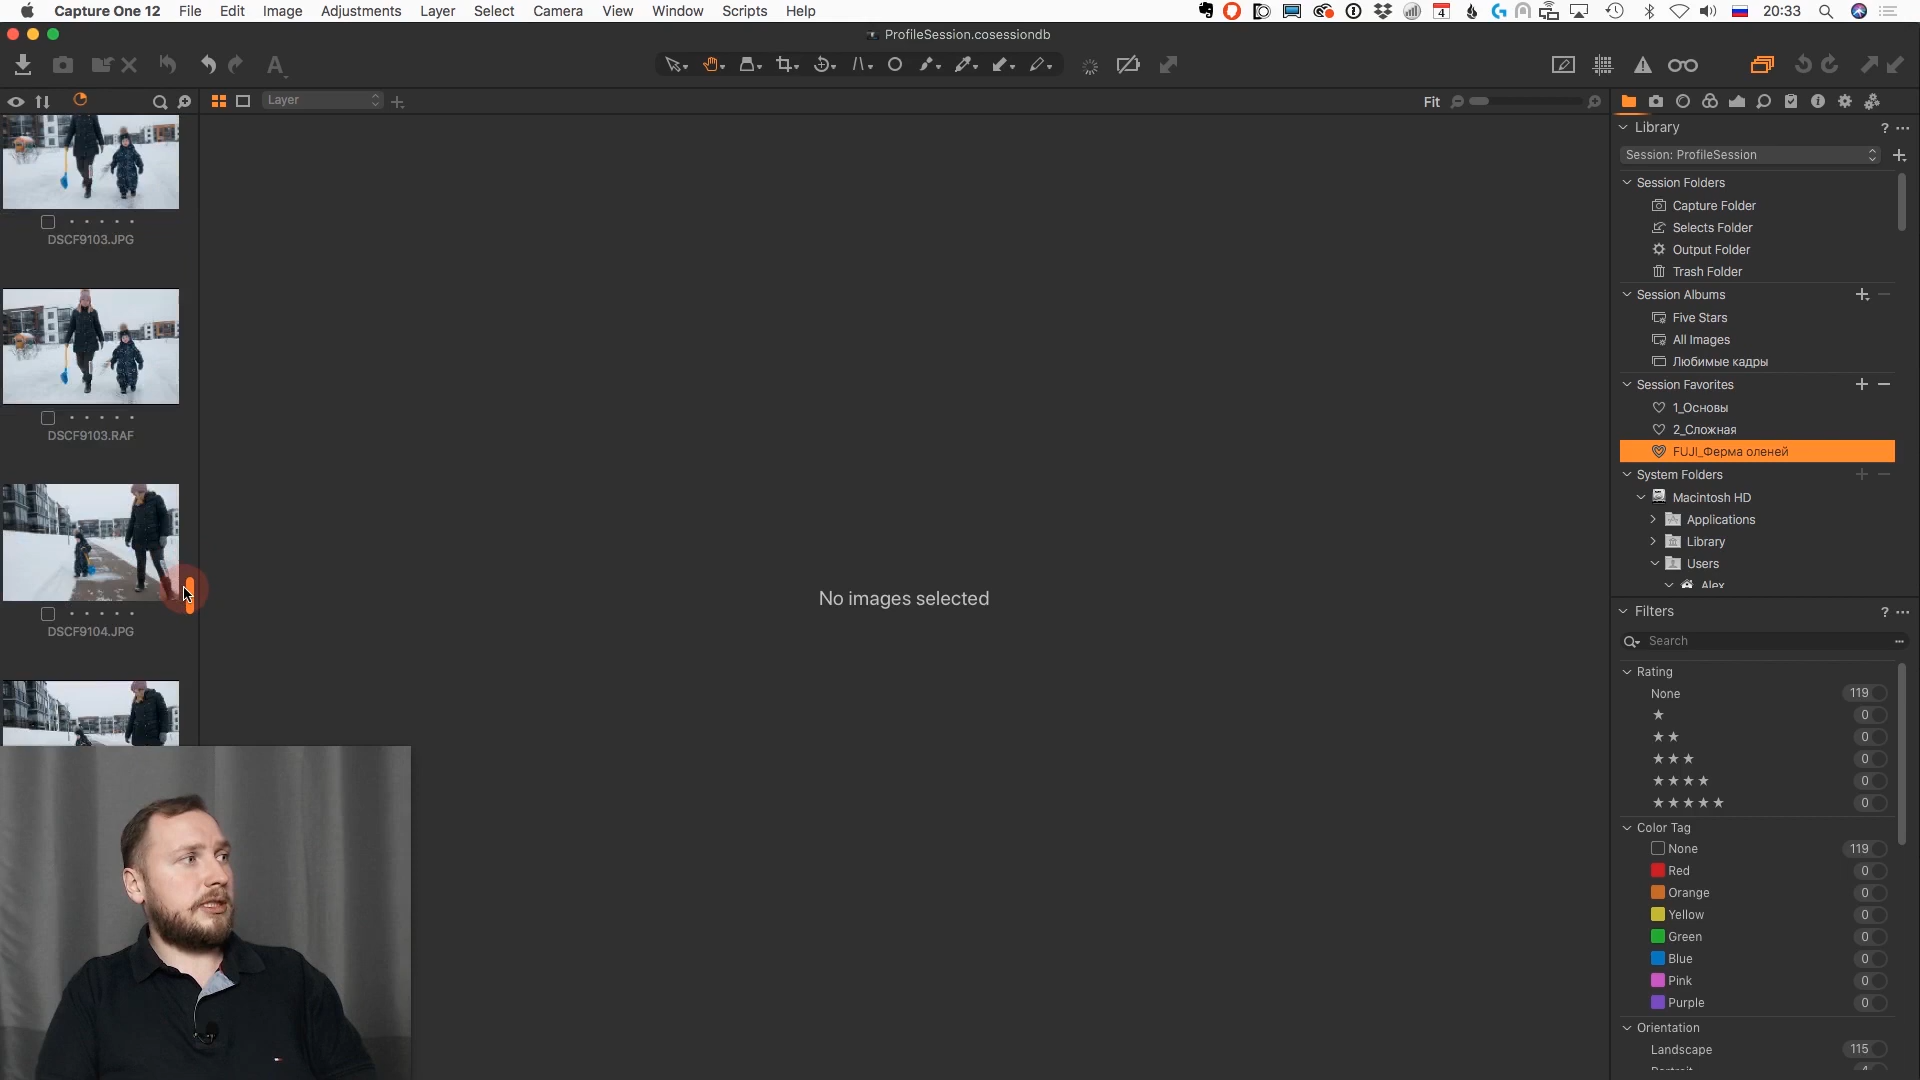 Capture One 12 File Edit Image Adjustments Layer Select Camera View Window Scripts Help 4 20:33
ProfileSession.cosessiondb
Layer
Fit
Library
Session: ProfileSession
Session Folders
Capture Folder
Selects Folder
Output Folder
Trash Folder
Session Albums
Five Stars
All Images
Любимые кадры
Session Favorites
1_Основы
2_Сложная
FUJI_Ферма оленей
System Folders
Macintosh HD
Applications
Library
Users
Alex
DSCF9103.JPG
DSCF9103.RAF
DSCF9104.JPG
No images selected
Filters
Search
Rating
None 119
0
0
0
0
0
Color Tag
None 119
Red 0
Orange 0
Yellow 0
Green 0
Blue 0
Pink 0
Purple 0
Orientation
Landscape 115